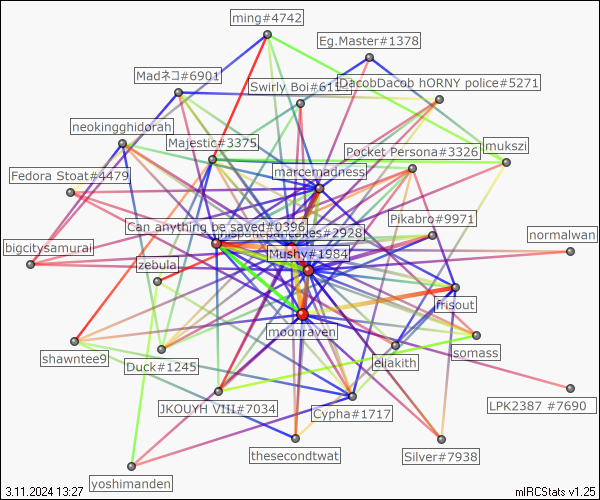 ming#4742
Eg.Master#1378
Madネコ#6901
Swirly Boi#61
DacobDacob hORNY police#5271
neokingghidorah
Majestic#3375
Pocket Persona#3326
mukszi
Fedora Stoat#4479
marcemadness
Can anything be saved#0396
Pikabro#9971
cakes#2928
normalwan
bigcitysamurai
Mushy#1984
zebula
frisout
moonraven
shawntee9
Duck#1245
eliakith
somass
JKOUYH VIII#7034
Cypha#1717
LPK2387 #7690
thesecondtwat
Silver#7938
yoshimanden
3.11.2024 13:27
mIRCStats v1.25